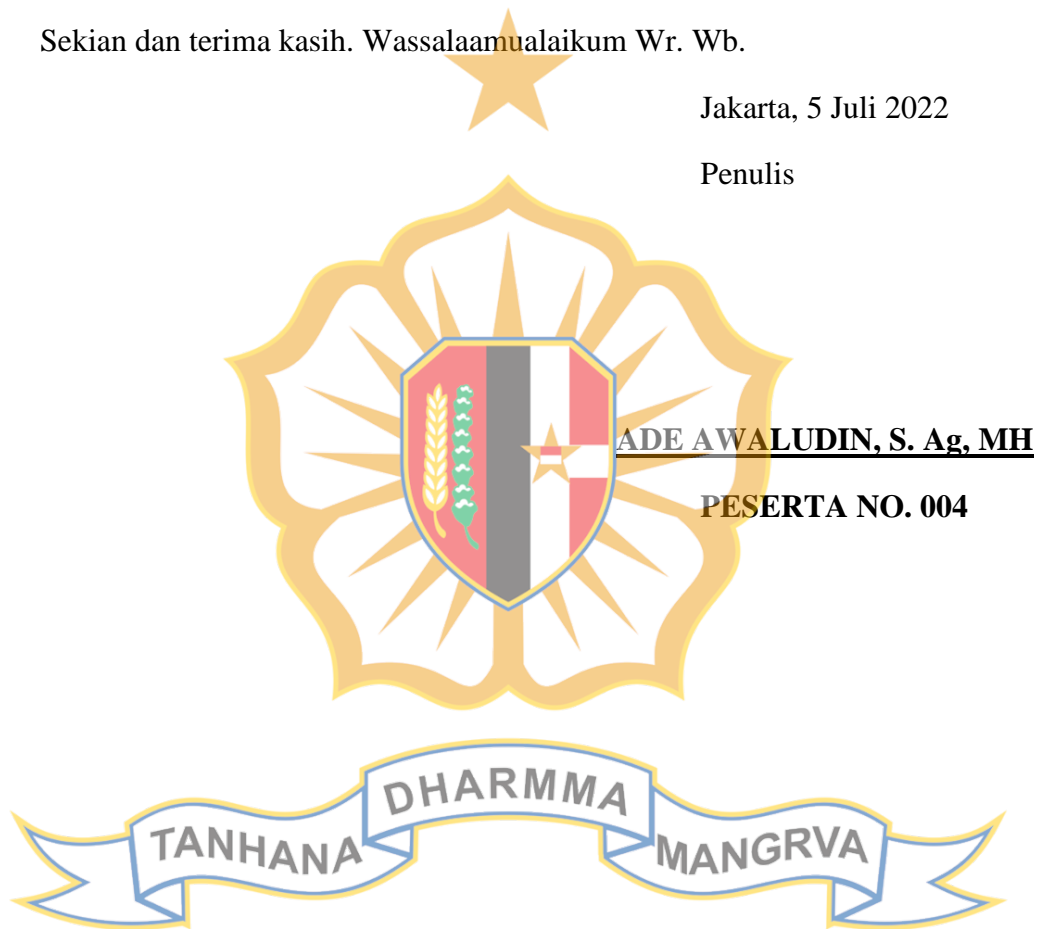 Sekian dan terima kasih. Wassalaamualaikum Wr. Wb.
Jakarta, 5 Juli 2022
Penulis
ADE AWALUDIN, S. Ag, MH
PESERTA NO. 004
TANHANA DHARMMA MANGRVA